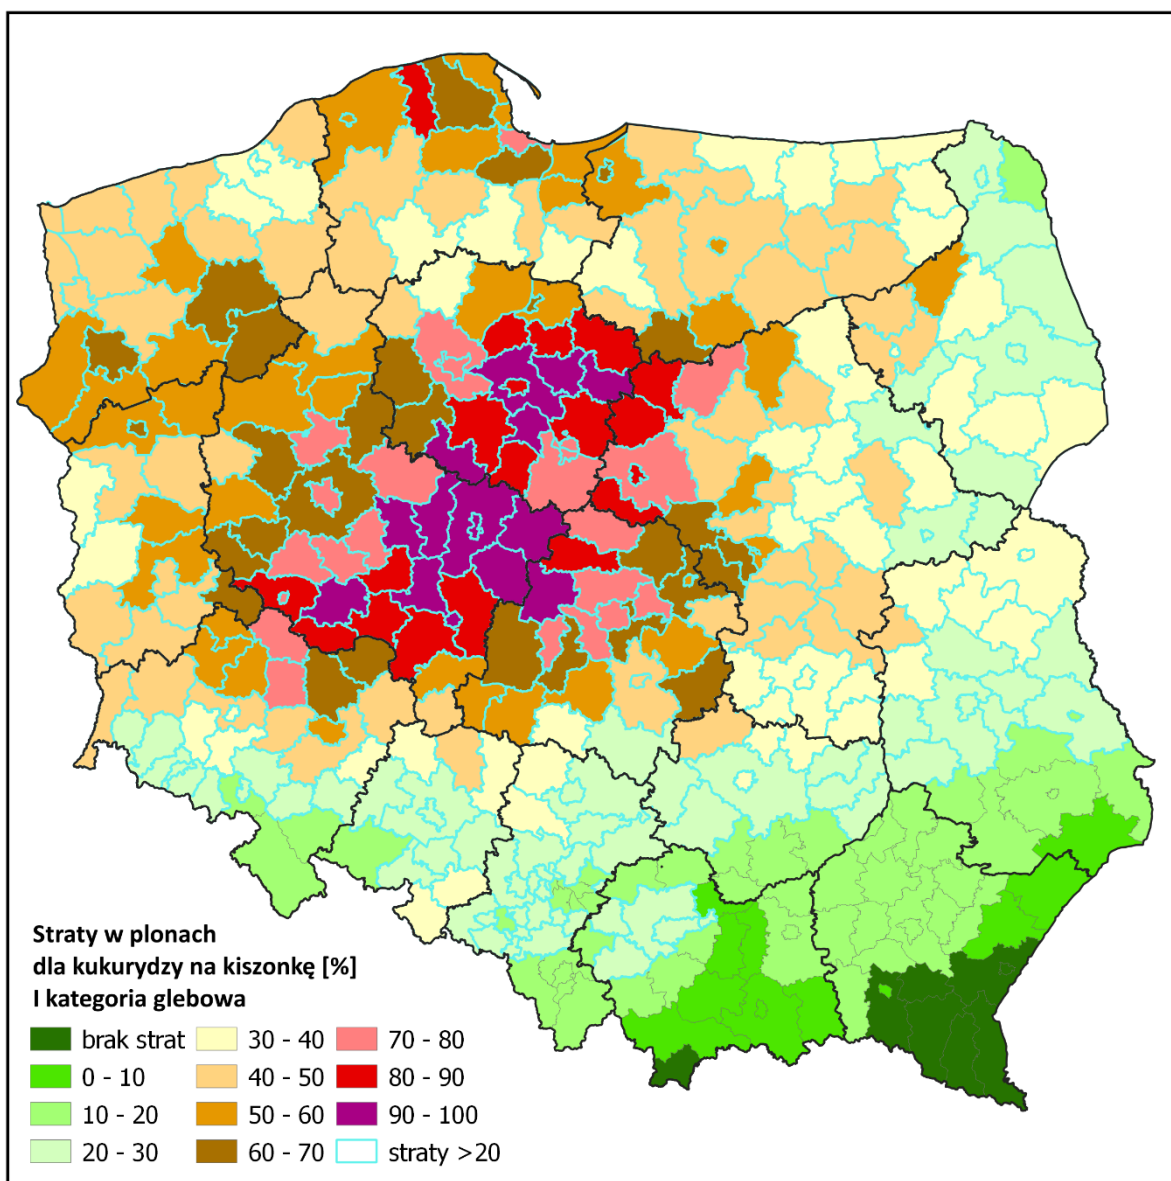 Straty w plonach
dla kukurydzy na kiszonkę [%]
I kategoria glebowa
brak strat
0 - 10
10 - 20
20 - 30
30 - 40
40 - 50
50 - 60
60 - 70
70 - 80
80 - 90
90 - 100
straty >20